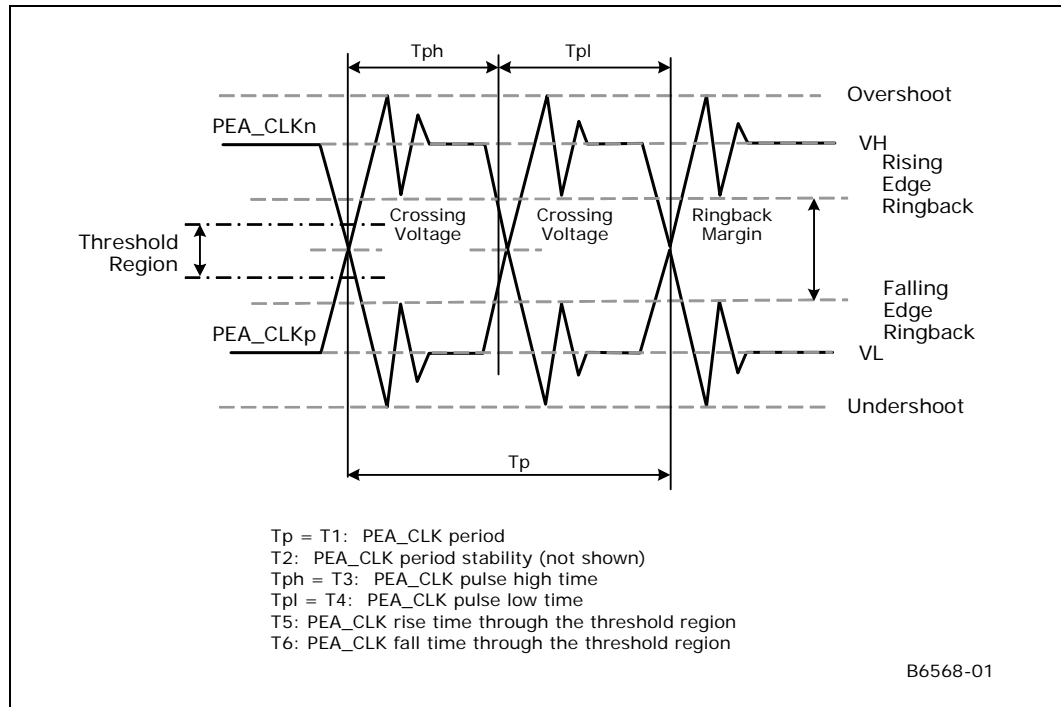 Tph
Tpl
Overshoot
PEA_CLKn
VH
Rising
Edge
Ringback
Crossing
Voltage
Crossing
Voltage
Ringback
Margin
Threshold
Region
Falling
Edge
Ringback
PEA_CLKp
VL
Undershoot
Tp
Tp = T1: PEA_CLK period
T2: PEA_CLK period stability (not shown)
Tph = T3: PEA_CLK pulse high time
Tpl = T4: PEA_CLK pulse low time
T5: PEA_CLK rise time through the threshold region
T6: PEA_CLK fall time through the threshold region
B6568-01